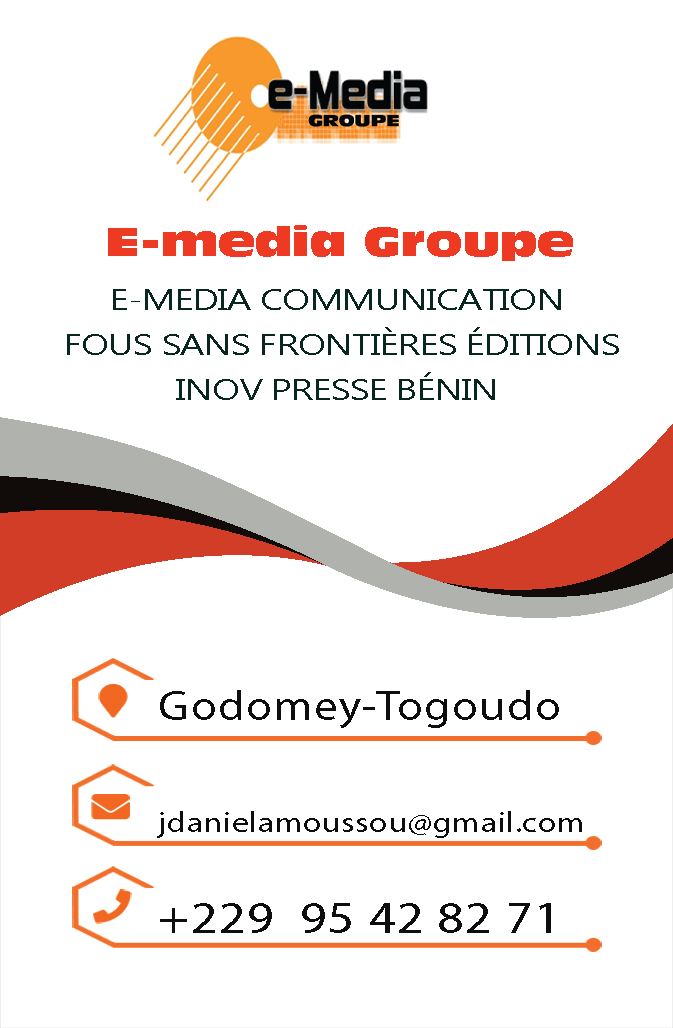 e-Media
GROUPE
E-media Groupe
E-MEDIA COMMUNICATION
FOUS SANS FRONTIÈRES ÉDITIONS
INOV PRESSE BÉNIN
Godomey-Togoudo
jdanielamoussou@gmail.com
+229 95 42 82 71